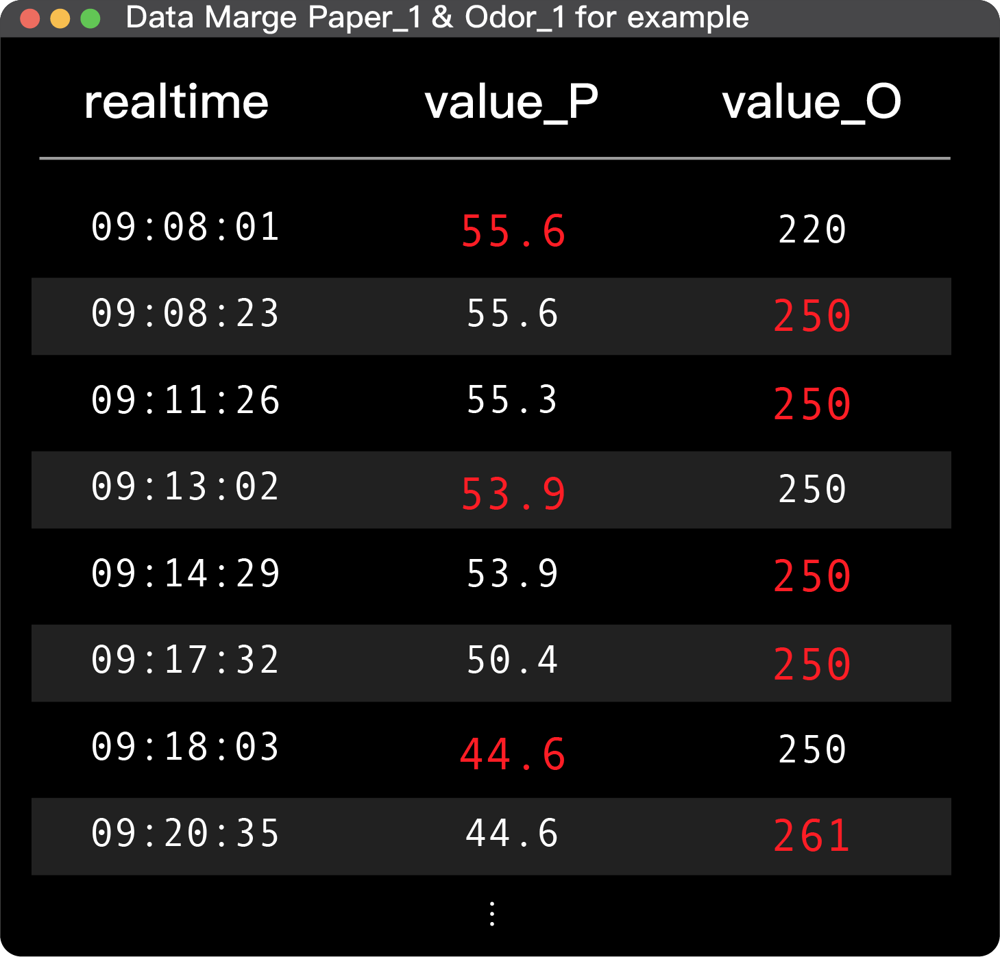 Data Marge Paper_1 & Odor_1 for example
realtime value_P value_O
09:08:01 55.6 220
09:08:23 55.6 250
09:11:26 55.3 250
09:13:02 53.9 250
09:14:29 53.9 250
09:17:32 50.4 250
09:18:03 44.6 250
09:20:35 44.6 261
⋮